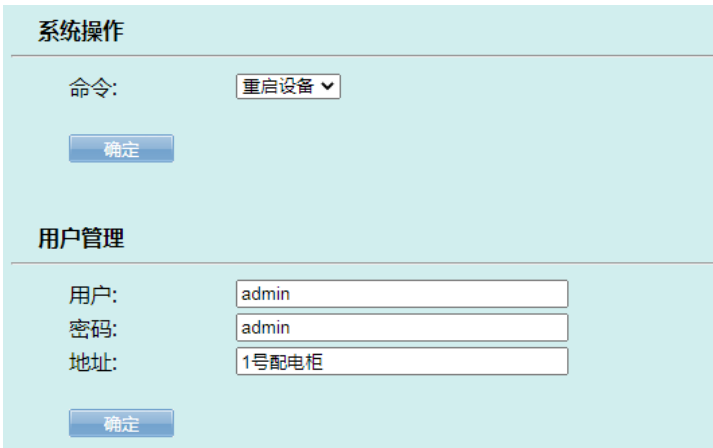 系统操作
命令: 重启设备
确定
用户管理
用户: admin
密码: admin
地址: 1号配电柜
确定